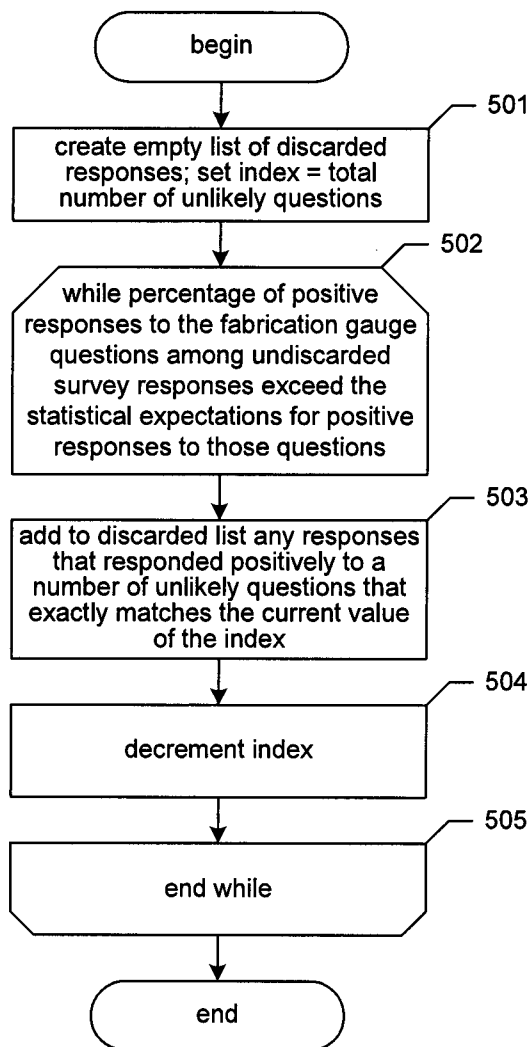 begin
501
create empty list of discarded
responses; set index = total
number of unlikely questions
502
while percentage of positive
responses to the fabrication gauge
questions among undiscarded
survey responses exceed the
statistical expectations for positive
responses to those questions
503
add to discarded list any responses
that responded positively to a
number of unlikely questions that
exactly matches the current value
of the index
504
decrement index
505
end while
end